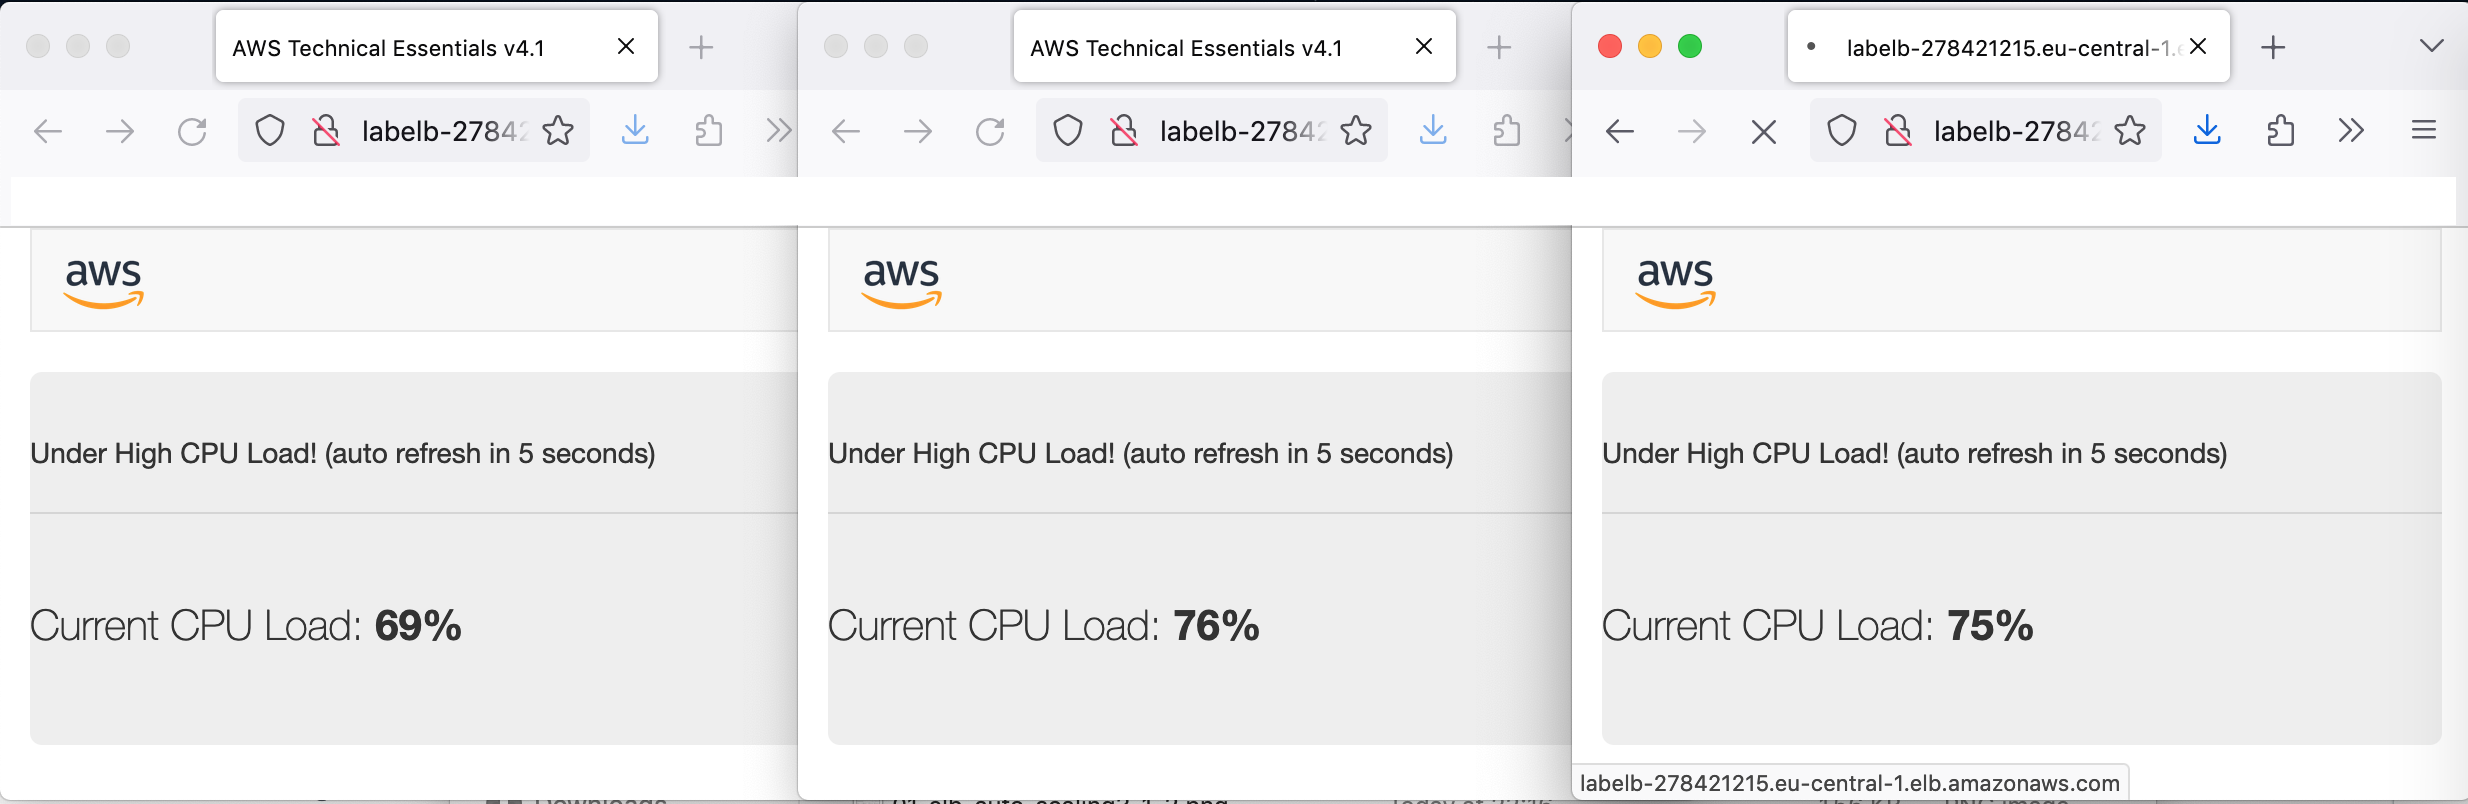 AWS Technical Essentials v4.1
AWS Technical Essentials v4.1
labelb-278421215.eu-central-1.
labelb-2784
labelb-2784
labelb-2784
aws
aws
aws
Under High CPU Load! (auto refresh in 5 seconds)
Under High CPU Load! (auto refresh in 5 seconds)
Under High CPU Load! (auto refresh in 5 seconds)
Current CPU Load: 69%
Current CPU Load: 76%
Current CPU Load: 75%
labelb-278421215.eu-central-1.elb.amazonaws.com